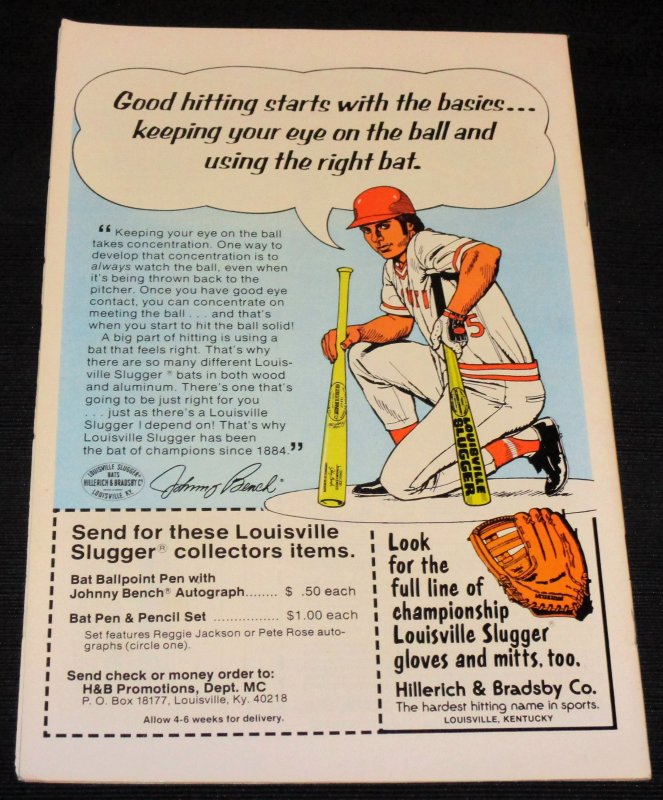 Good hitting starts with the basics...
keeping your eye on the ball and
using the right bat.
“Keeping your eye on the ball
takes concentration. One way to
develop that concentration is to
always watch the ball, even when
it's being thrown back to the
pitcher. Once you have good eye
contact, you can concentrate on
meeting the ball . . . and that's
when you start to hit the ball solid!
A big part of hitting is using a
bat that feels right. That's why
there are so many different Louis-
ville Slugger® bats in both wood
and aluminum. There's one that's
going to be just right for you
. . . just as there's a Louisville
Slugger I depend on! That's why
Louisville Slugger has been
the bat of champions since 1884.”
LOUISVILLE SLUGGER
BATS
HILLERICH & BRADSBY Co
LOUISVILLE, KY.
Johnny Bench®
5
LOUISVILLE
SLUGGER
Send for these Louisville
Slugger® collectors items.
Bat Ballpoint Pen with
Johnny Bench® Autograph........ $ .50 each
Bat Pen & Pencil Set ................ $1.00 each
Set features Reggie Jackson or Pete Rose auto-
graphs (circle one).
Send check or money order to:
H&B Promotions, Dept. MC
P. O. Box 18177, Louisville, Ky. 40218
Allow 4-6 weeks for delivery.
Look
for the
full line of
championship
Louisville Slugger®
gloves and mitts, too.
Hillerich & Bradsby Co.
The hardest hitting name in sports.
LOUISVILLE, KENTUCKY